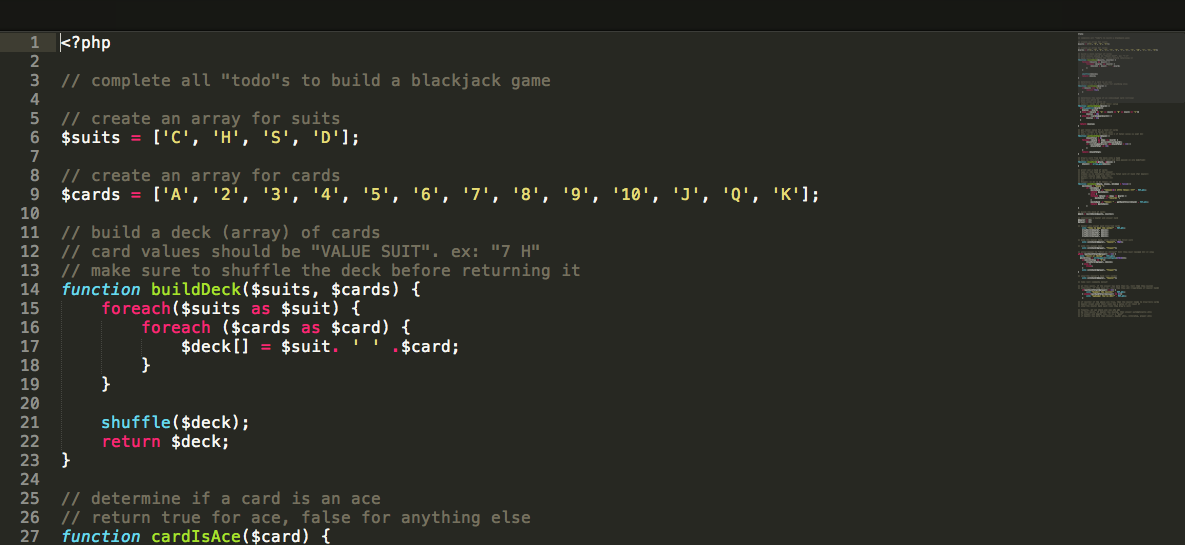 1 <?php
2
3 // complete all "todo"s to build a blackjack game
4
5 // create an array for suits
6 $suits = ['C', 'H', 'S', 'D'];
7
8 // create an array for cards
9 $cards = ['A', '2', '3', '4', '5', '6', '7', '8', '9', '10', 'J', 'Q', 'K'];
10
11 // build a deck (array) of cards
12 // card values should be "VALUE SUIT". ex: "7 H"
13 // make sure to shuffle the deck before returning it
14 function buildDeck($suits, $cards) {
15     foreach($suits as $suit) {
16         foreach ($cards as $card) {
17             $deck[] = $suit. ' ' .$card;
18         }
19     }
20
21     shuffle($deck);
22     return $deck;
23 }
24
25 // determine if a card is an ace
26 // return true for ace, false for anything else
27 function cardIsAce($card) {